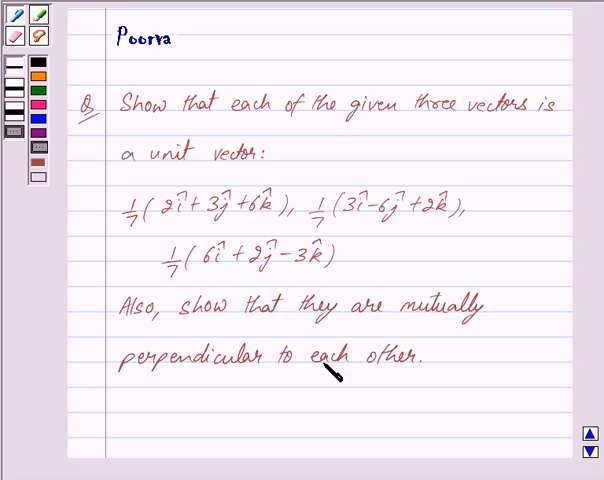 Poorva
Q Show that each of the given three vectors is
a unit vector:
1/7 ( 2î + 3ĵ + 6k̂ ), 1/7 ( 3î - 6ĵ + 2k̂ ),
1/7 ( 6î + 2ĵ - 3k̂ )
Also, show that they are mutually
perpendicular to each other.